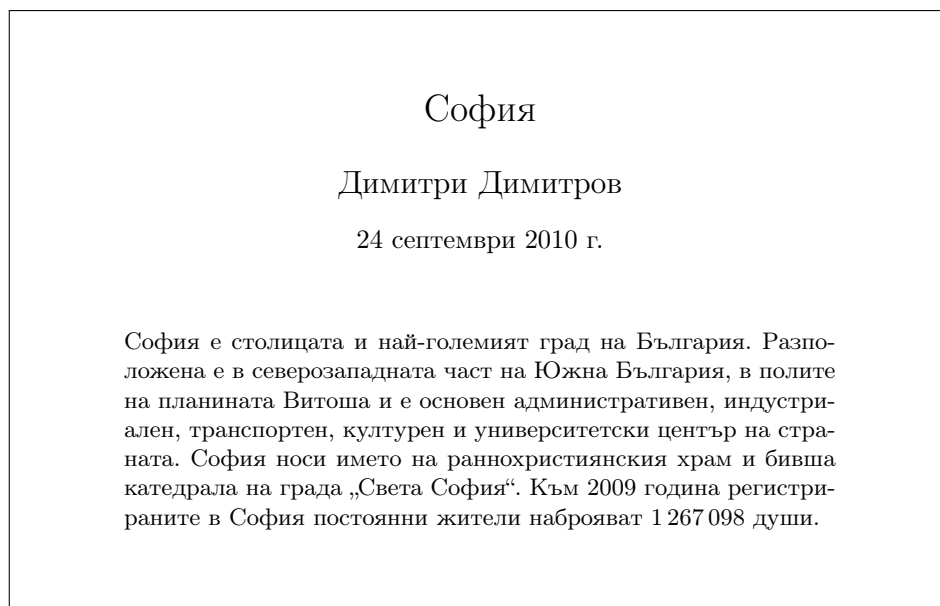 София
Димитри Димитров
24 септември 2010 г.
София е столицата и най-големият град на България. Разпо-
ложена е в северозападната част на Южна България, в полите
на планината Витоша и е основен административен, индустри-
ален, транспортен, културен и университетски център на стра-
ната. София носи името на раннохристиянския храм и бивша
катедрала на града „Света София“. Към 2009 година регистри-
раните в София постоянни жители наброяват 1 267 098 души.